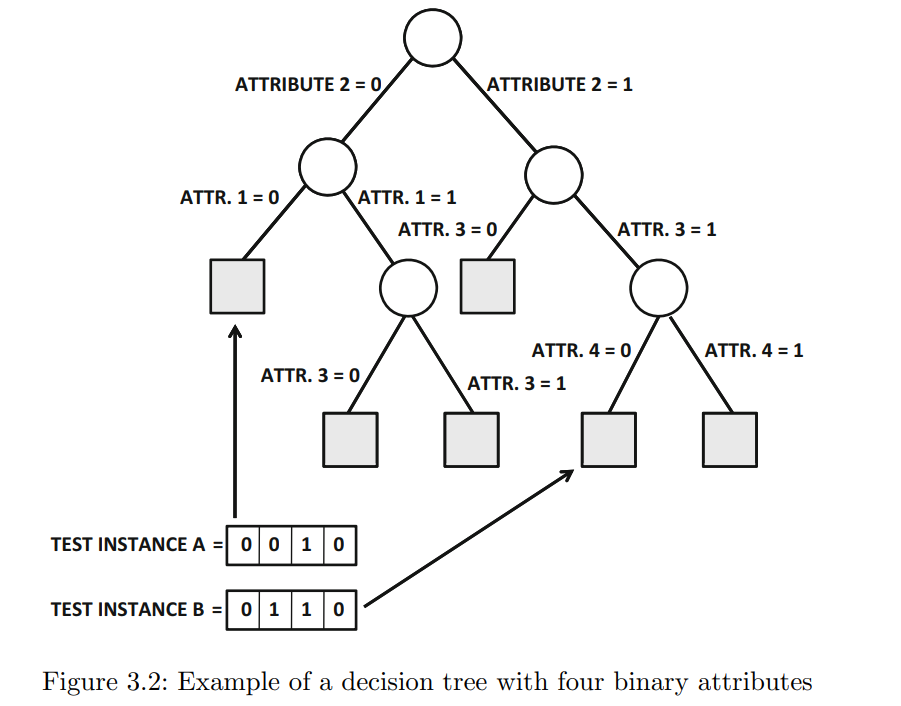 ATTRIBUTE 2 = 0
ATTRIBUTE 2 = 1
ATTR. 1 = 0
ATTR. 1 = 1
ATTR. 3 = 0
ATTR. 3 = 1
ATTR. 4 = 0
ATTR. 4 = 1
ATTR. 3 = 0
ATTR. 3 = 1
TEST INSTANCE A = 0 0 1 0
TEST INSTANCE B = 0 1 1 0
Figure 3.2: Example of a decision tree with four binary attributes